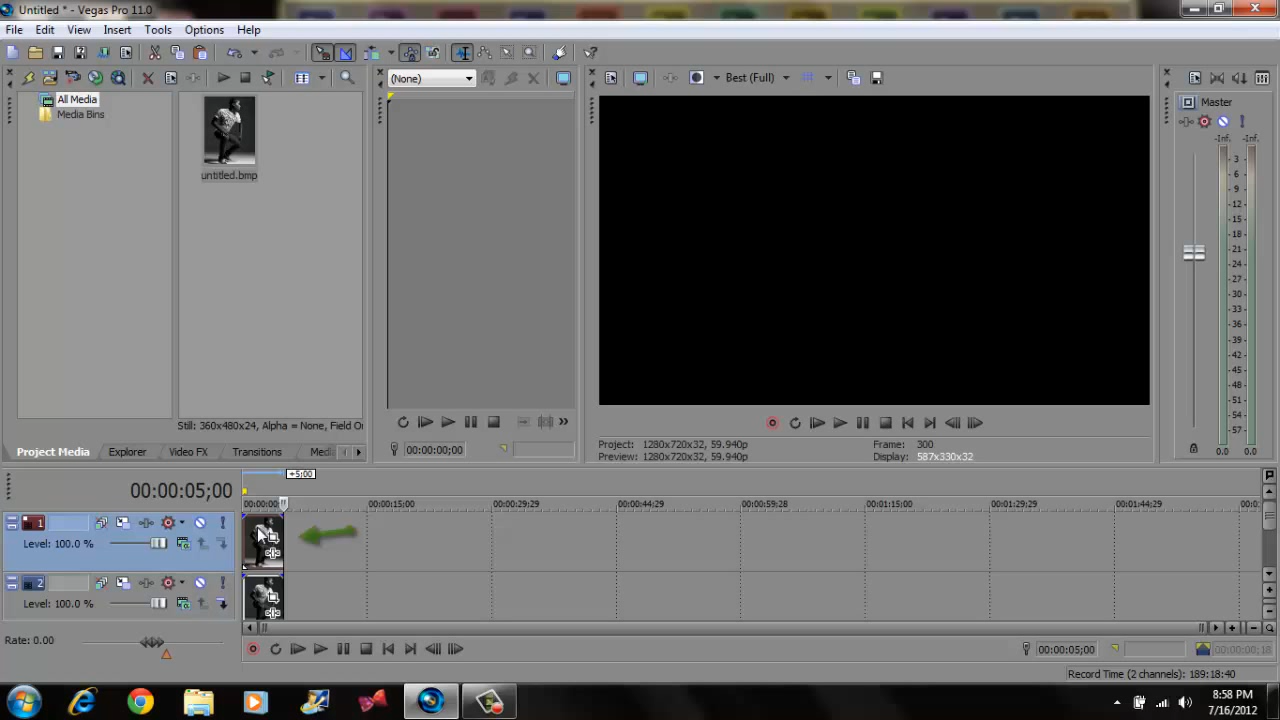 Untitled * - Vegas Pro 11.0
File Edit View Insert Tools Options Help
(None)
Best (Full)
All Media
Media Bins
untitled.bmp
Master
-Inf. -Inf.
3
6
9
12
15
18
21
24
27
30
33
36
39
42
45
48
51
54
57
0.0 0.0
Still: 360x480x24, Alpha = None, Field Or
Project Media Explorer Video FX Transitions Medi
00:00:00;00
Project: 1280x720x32, 59.940p
Preview: 1280x720x32, 59.940p
Frame: 300
Display: 587x330x32
+5;00
00:00:05;00
00:00:00 00:00:15;00 00:00:29;29 00:00:44;29 00:00:59;28 00:01:15;00 00:01:29;29 00:01:44;29 00:0
1
Level: 100.0 %
2
Level: 100.0 %
Rate: 0.00
00:00:05;00
00:00:00;18
Record Time (2 channels): 189:18:40
8:58 PM
7/16/2012